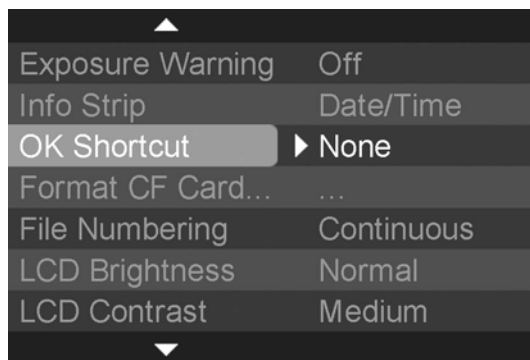 Exposure Warning Off
Info Strip Date/Time
OK Shortcut None
Format CF Card... ...
File Numbering Continuous
LCD Brightness Normal
LCD Contrast Medium